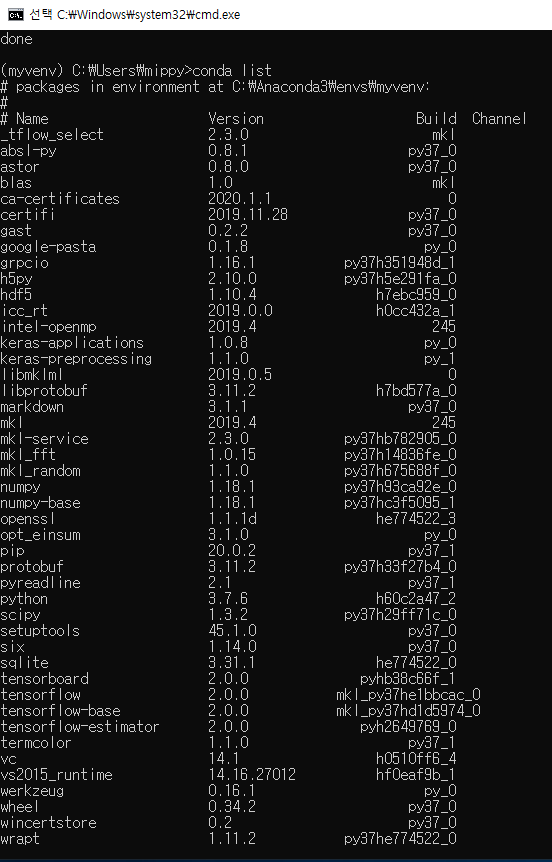 선택 C:₩Windows₩system32₩cmd.exe
done
(myvenv) C:₩Users₩mippy>conda list
# packages in environment at C:₩Anaconda3₩envs₩myvenv:
#
# Name Version Build Channel
_tflow_select 2.3.0 mkl
absl-py 0.8.1 py37_0
astor 0.8.0 py37_0
blas 1.0 mkl
ca-certificates 2020.1.1 0
certifi 2019.11.28 py37_0
gast 0.2.2 py37_0
google-pasta 0.1.8 py_0
grpcio 1.16.1 py37h351948d_1
h5py 2.10.0 py37h5e291fa_0
hdf5 1.10.4 h7ebc959_0
icc_rt 2019.0.0 h0cc432a_1
intel-openmp 2019.4 245
keras-applications 1.0.8 py_0
keras-preprocessing 1.1.0 py_1
libmklml 2019.0.5 0
libprotobuf 3.11.2 h7bd577a_0
markdown 3.1.1 py37_0
mkl 2019.4 245
mkl-service 2.3.0 py37hb782905_0
mkl_fft 1.0.15 py37h14836fe_0
mkl_random 1.1.0 py37h675688f_0
numpy 1.18.1 py37h93ca92e_0
numpy-base 1.18.1 py37hc3f5095_1
openssl 1.1.1d he774522_3
opt_einsum 3.1.0 py_0
pip 20.0.2 py37_1
protobuf 3.11.2 py37h33f27b4_0
pyreadline 2.1 py37_1
python 3.7.6 h60c2a47_2
scipy 1.3.2 py37h29ff71c_0
setuptools 45.1.0 py37_0
six 1.14.0 py37_0
sqlite 3.31.1 he774522_0
tensorboard 2.0.0 pyhb38c66f_1
tensorflow 2.0.0 mkl_py37he1bbcac_0
tensorflow-base 2.0.0 mkl_py37hd1d5974_0
tensorflow-estimator 2.0.0 pyh2649769_0
termcolor 1.1.0 py37_1
vc 14.1 h0510ff6_4
vs2015_runtime 14.16.27012 hf0eaf9b_1
werkzeug 0.16.1 py_0
wheel 0.34.2 py37_0
wincertstore 0.2 py37_0
wrapt 1.11.2 py37he774522_0